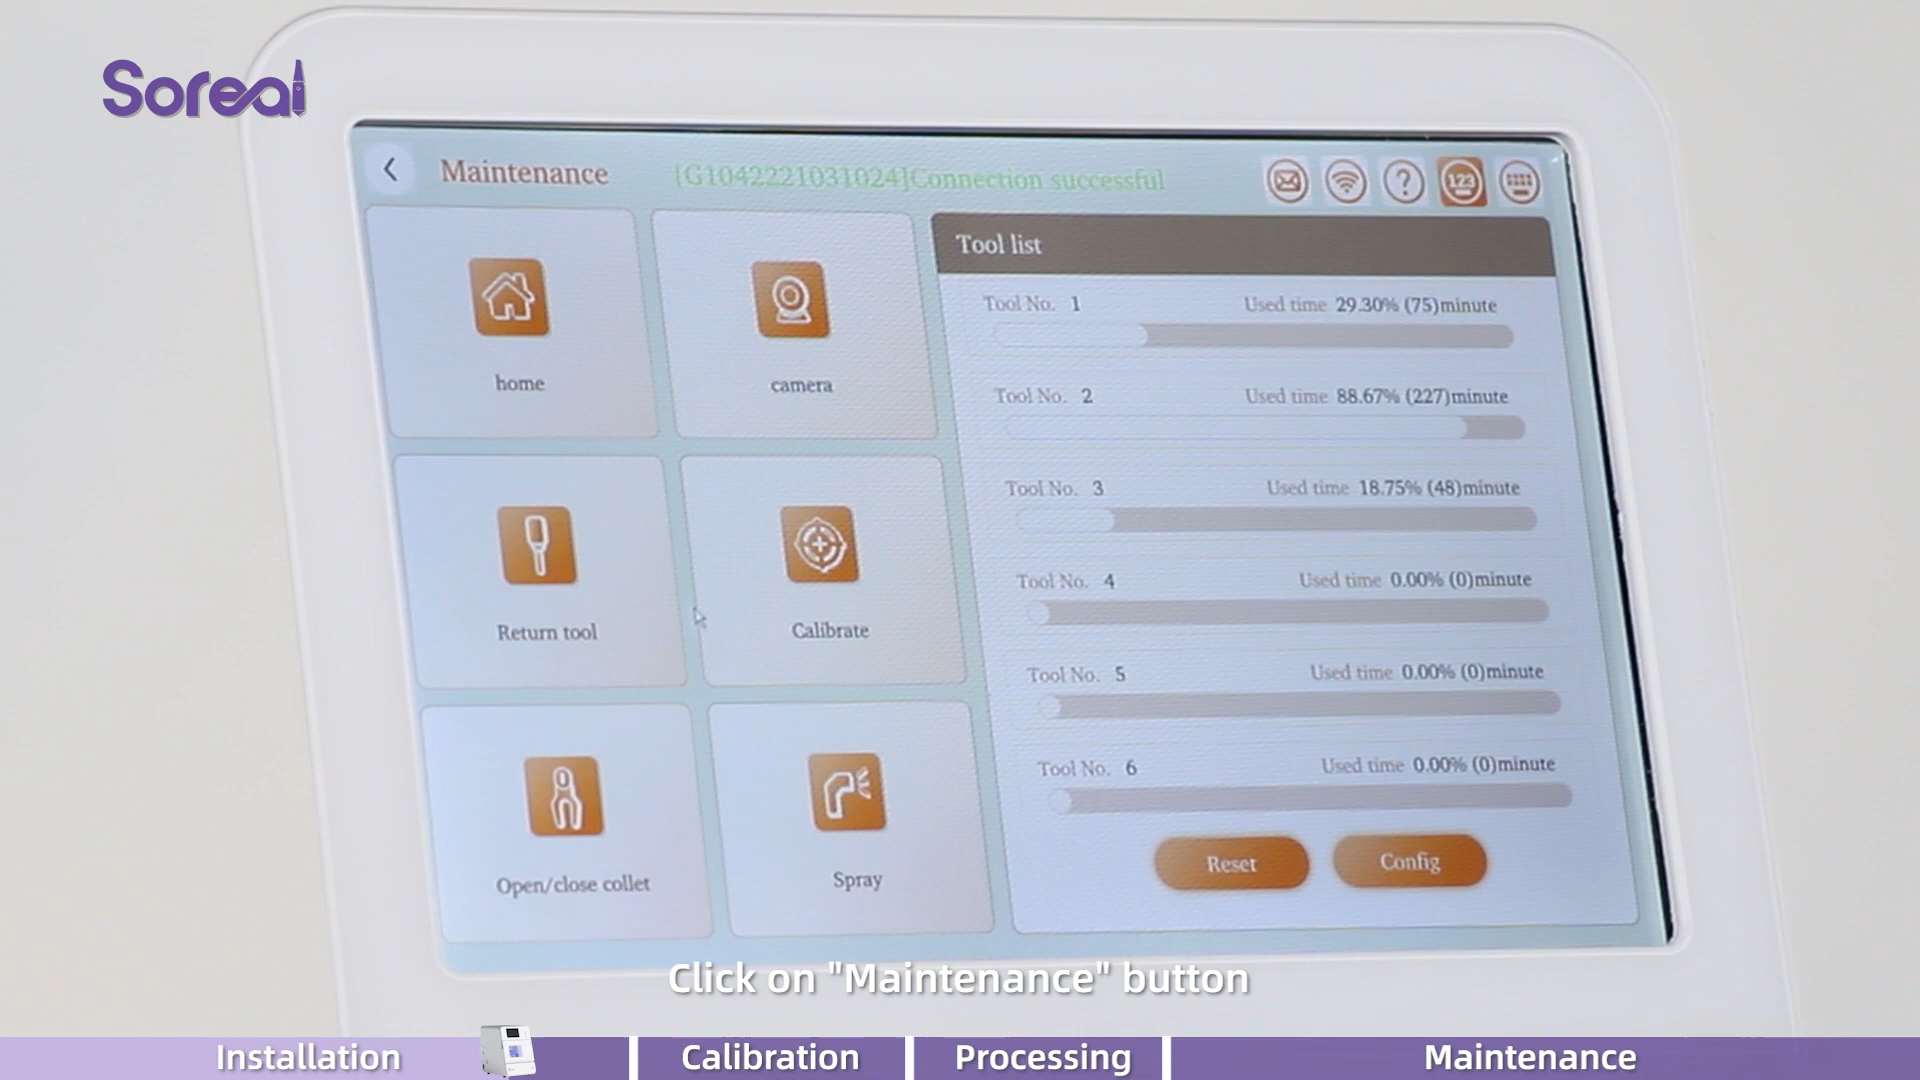 Soreal
Maintenance
[G1042221031024]Connection successful
123
home
camera
Return tool
Calibrate
Open/close collet
Spray
Tool list
Tool No. 1 Used time 29.30% (75)minute
Tool No. 2 Used time 88.67% (227)minute
Tool No. 3 Used time 18.75% (48)minute
Tool No. 4 Used time 0.00% (0)minute
Tool No. 5 Used time 0.00% (0)minute
Tool No. 6 Used time 0.00% (0)minute
Reset
Config
Click on "Maintenance" button
Installation
Calibration
Processing
Maintenance